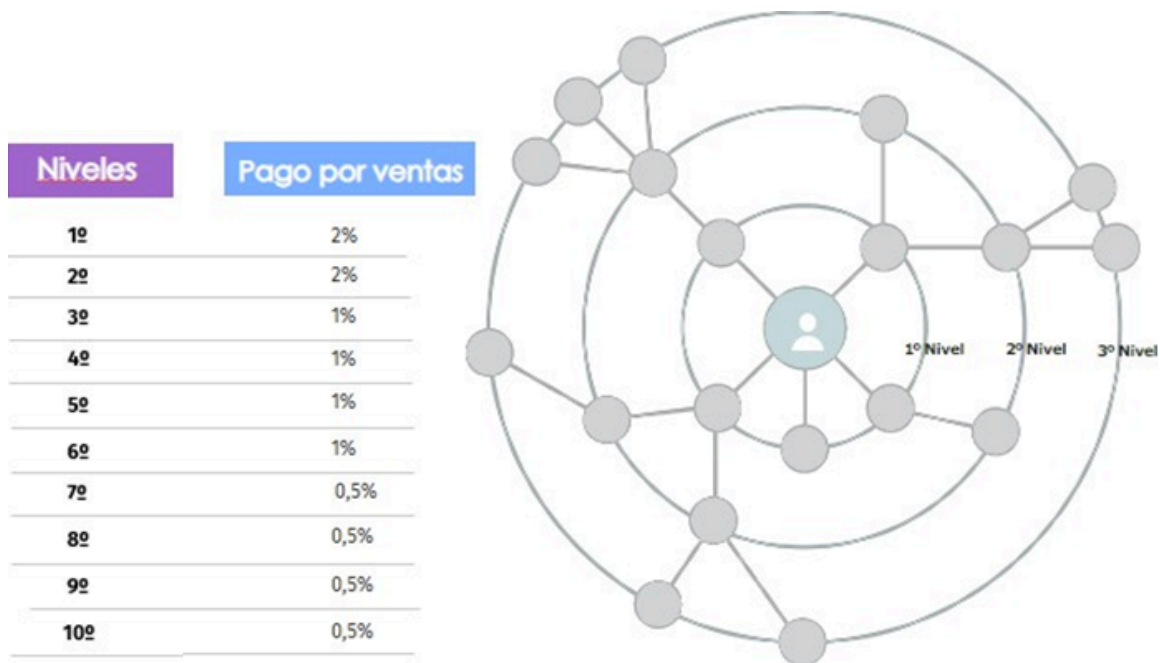 Niveles Pago por ventas
1º 2%
2º 2%
3º 1%
4º 1%
5º 1%
6º 1%
7º 0,5%
8º 0,5%
9º 0,5%
10º 0,5%
1º Nivel 2º Nivel 3º Nivel